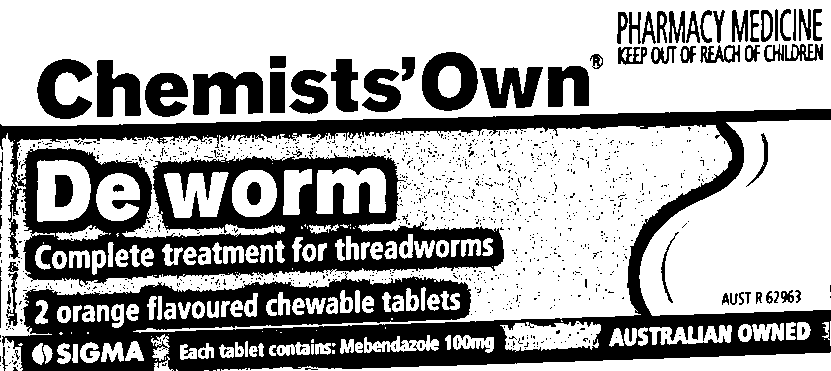 PHARMACY MEDICINE
KEEP OUT OF REACH OF CHILDREN
Chemists' Own®
De worm
Complete treatment for threadworms
2 orange flavoured chewable tablets
AUST R 62963
SIGMA Each tablet contains: Mebendazole 100mg AUSTRALIAN OWNED